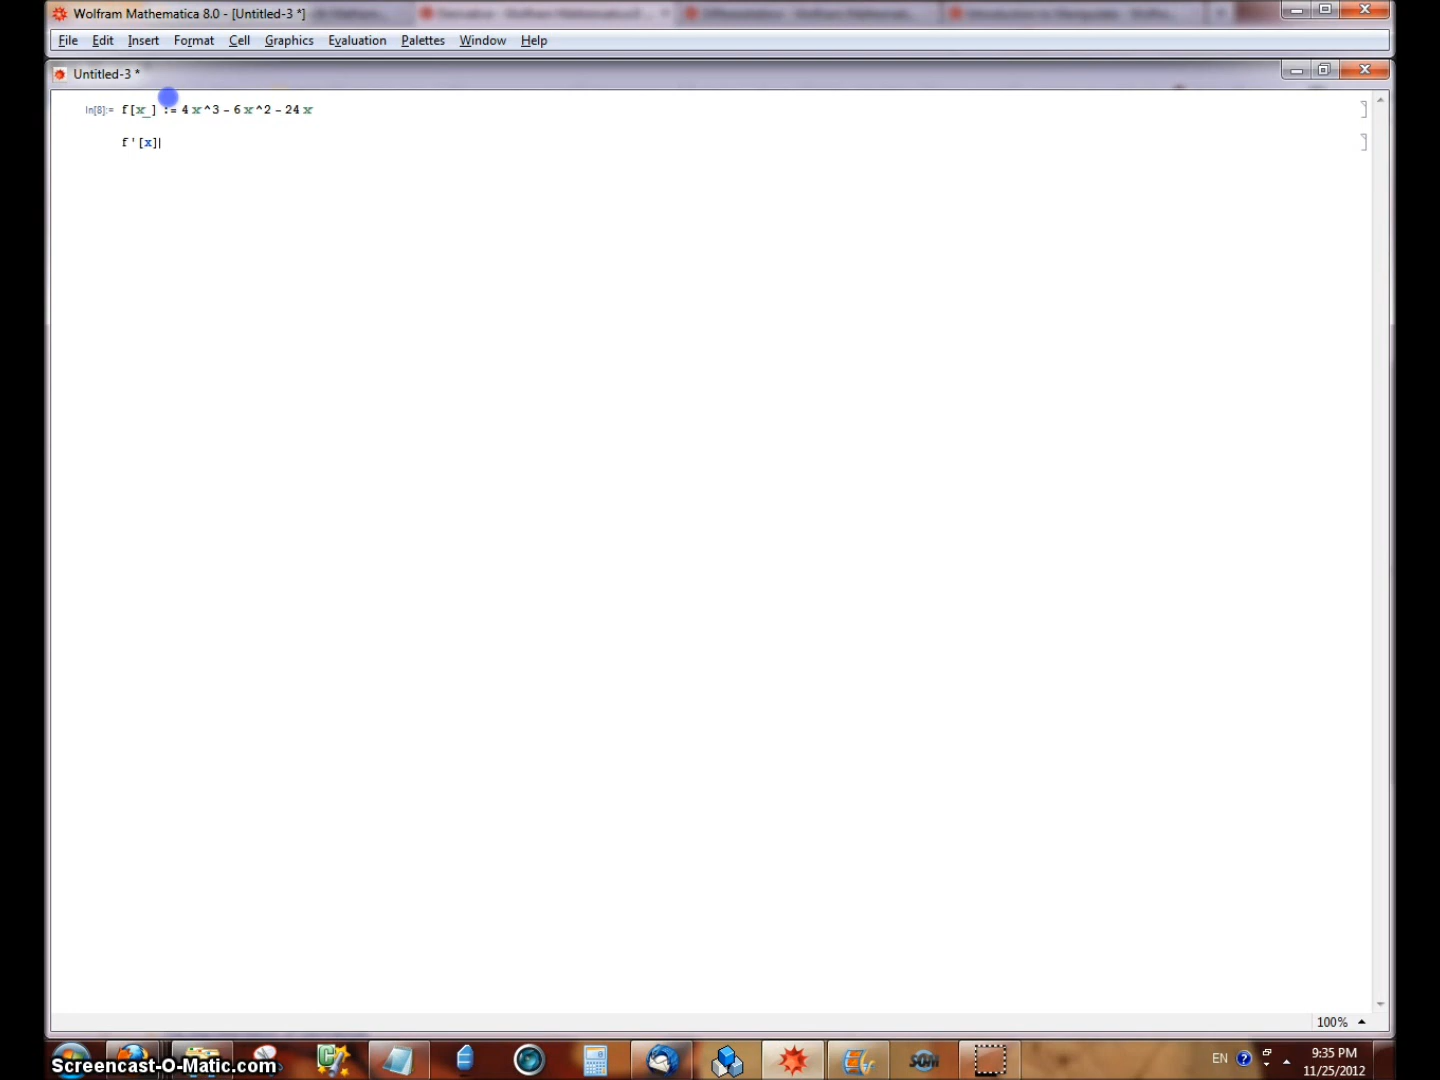 Wolfram Mathematica 8.0 - [Untitled-3 *]
File Edit Insert Format Cell Graphics Evaluation Palettes Window Help
Untitled-3 *
In[8]:= f[x_] := 4 x^3 - 6 x^2 - 24 x
f'[x]
100%
Screencast-O-Matic.com
SOM
EN
9:35 PM
11/25/2012